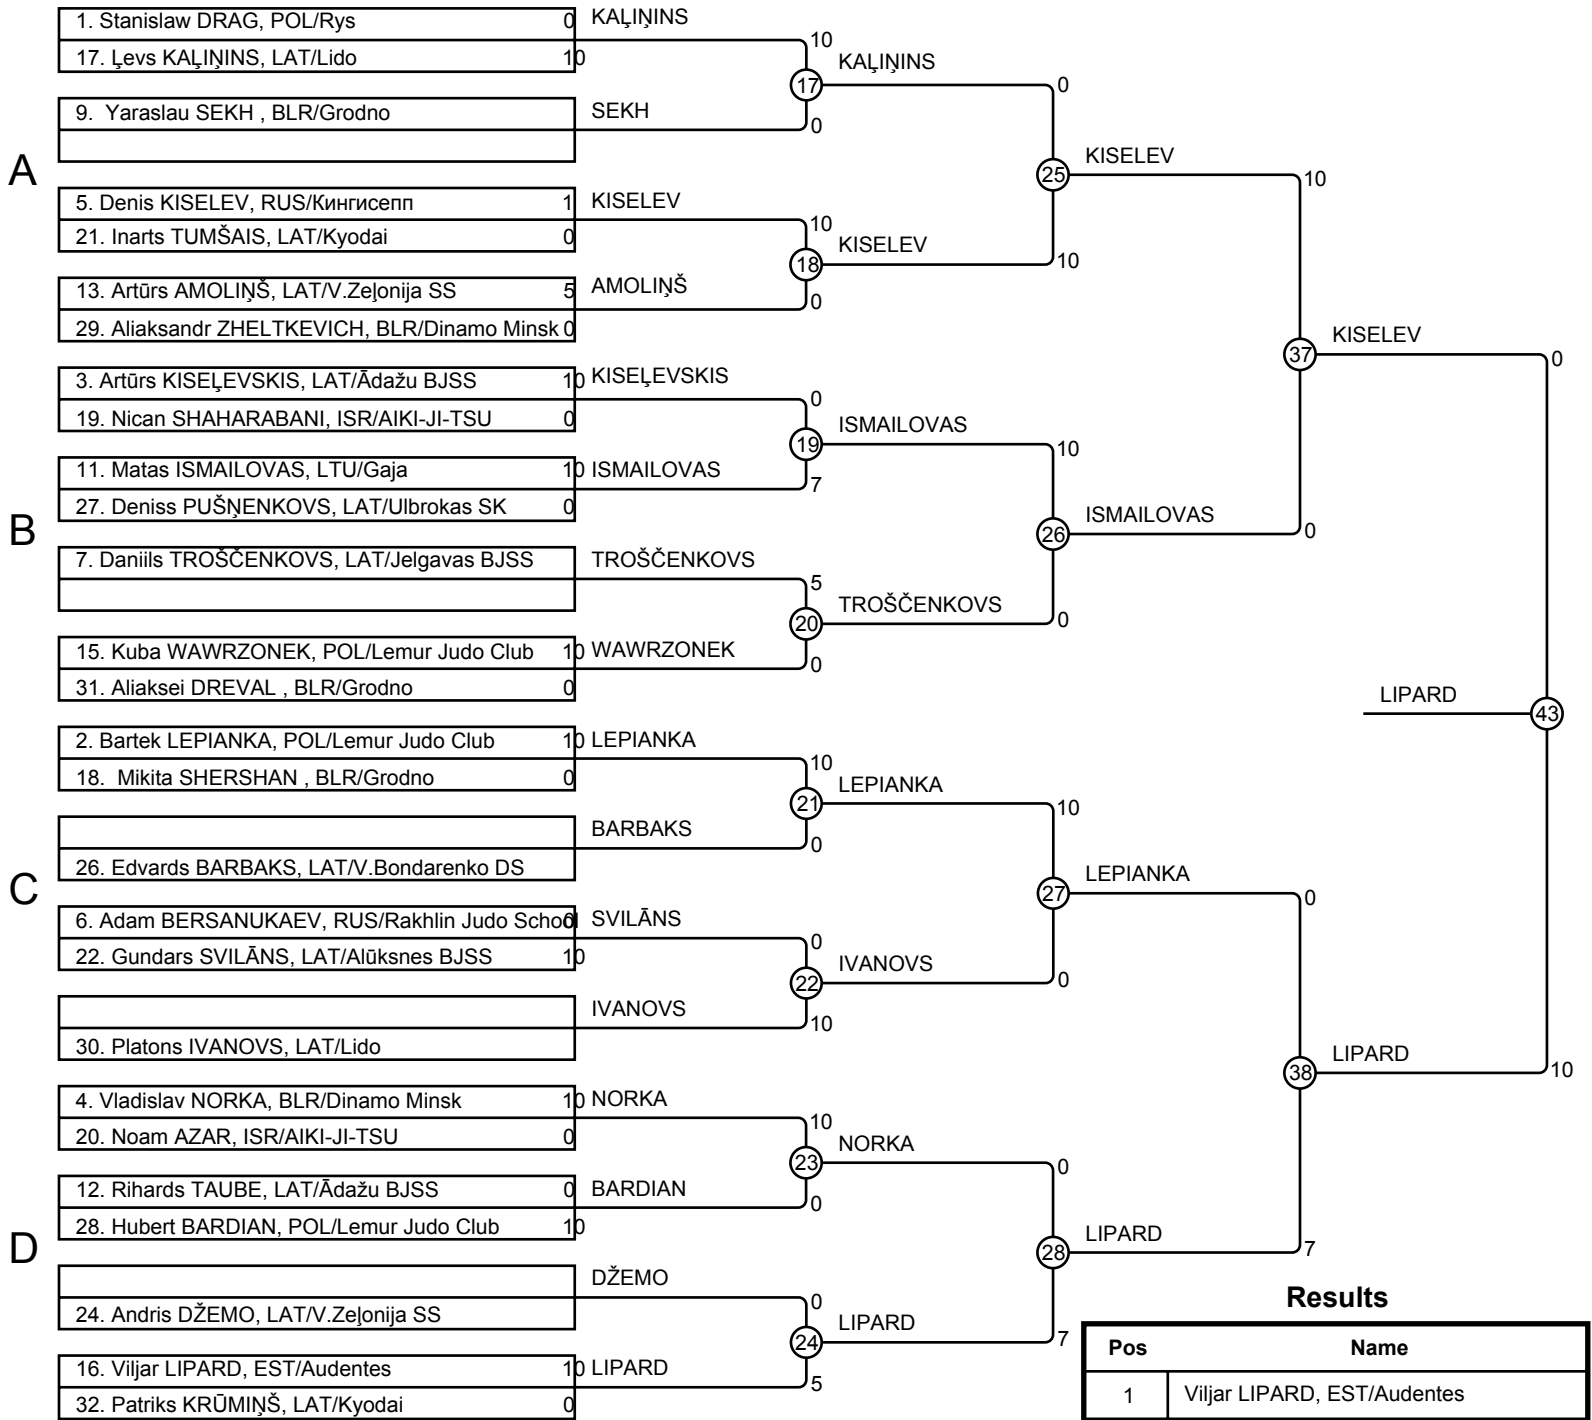 1. Stanislaw DRAG, POL/Rys 0
17. Ļevs KAĻIŅINS, LAT/Lido 10
KAĻIŅINS
9. Yaraslau SEKH , BLR/Grodno
SEKH
10
17
0
KAĻIŅINS
A
5. Denis KISELEV, RUS/Кингисепп 1
21. Inarts TUMŠAIS, LAT/Kyodai 0
KISELEV
13. Artūrs AMOLIŅŠ, LAT/V.Zeļonija SS 5
29. Aliaksandr ZHELTKEVICH, BLR/Dinamo Minsk 0
AMOLIŅŠ
10
18
0
KISELEV
0
25
10
KISELEV
3. Artūrs KISEĻEVSKIS, LAT/Ādažu BJSS 10
19. Nican SHAHARABANI, ISR/AIKI-JI-TSU 0
KISEĻEVSKIS
11. Matas ISMAILOVAS, LTU/Gaja 10
27. Deniss PUŠŅENKOVS, LAT/Ulbrokas SK 0
ISMAILOVAS
0
19
7
ISMAILOVAS
B
7. Daniils TROŠČENKOVS, LAT/Jelgavas BJSS
TROŠČENKOVS
15. Kuba WAWRZONEK, POL/Lemur Judo Club 10
31. Aliaksei DREVAL , BLR/Grodno 0
WAWRZONEK
5
20
0
TROŠČENKOVS
10
26
0
ISMAILOVAS
10
37
0
KISELEV
2. Bartek LEPIANKA, POL/Lemur Judo Club 10
18. Mikita SHERSHAN , BLR/Grodno 0
LEPIANKA
BARBAKS
26. Edvards BARBAKS, LAT/V.Bondarenko DS
10
21
0
LEPIANKA
C
6. Adam BERSANUKAEV, RUS/Rakhlin Judo School 0
22. Gundars SVILĀNS, LAT/Alūksnes BJSS 10
SVILĀNS
IVANOVS
30. Platons IVANOVS, LAT/Lido
0
22
10
IVANOVS
10
27
0
LEPIANKA
4. Vladislav NORKA, BLR/Dinamo Minsk 10
20. Noam AZAR, ISR/AIKI-JI-TSU 0
NORKA
12. Rihards TAUBE, LAT/Ādažu BJSS 0
28. Hubert BARDIAN, POL/Lemur Judo Club 10
BARDIAN
10
23
0
NORKA
D
DŽEMO
24. Andris DŽEMO, LAT/V.Zeļonija SS
16. Viljar LIPARD, EST/Audentes 10
32. Patriks KRŪMIŅŠ, LAT/Kyodai 0
LIPARD
0
24
5
LIPARD
0
28
7
LIPARD
0
38
7
LIPARD
0
43
10
LIPARD
Results
Pos Name
1 Viljar LIPARD, EST/Audentes